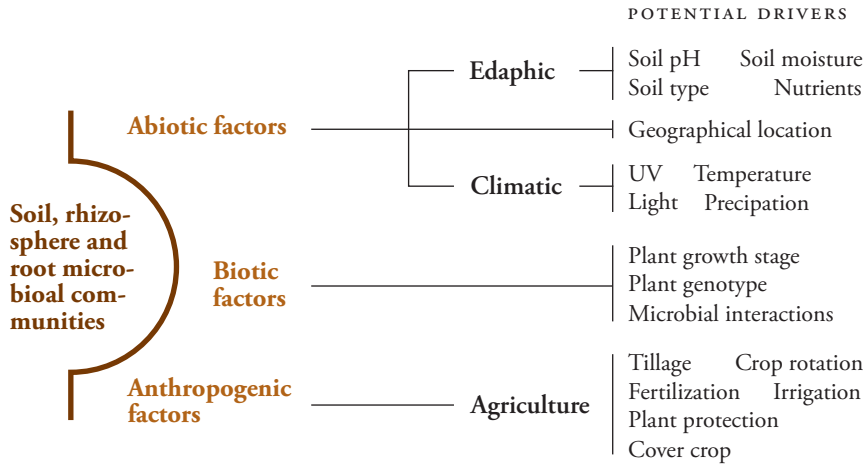 POTENTIAL DRIVERS
Edaphic
Soil pH Soil moisture
Soil type Nutrients
Abiotic factors
Geographical location
Climatic
UV Temperature
Light Precipation
Soil, rhizo-
sphere and
root micro-
bioal com-
munities
Biotic
factors
Plant growth stage
Plant genotype
Microbial interactions
Anthropogenic
factors
Agriculture
Tillage Crop rotation
Fertilization Irrigation
Plant protection
Cover crop